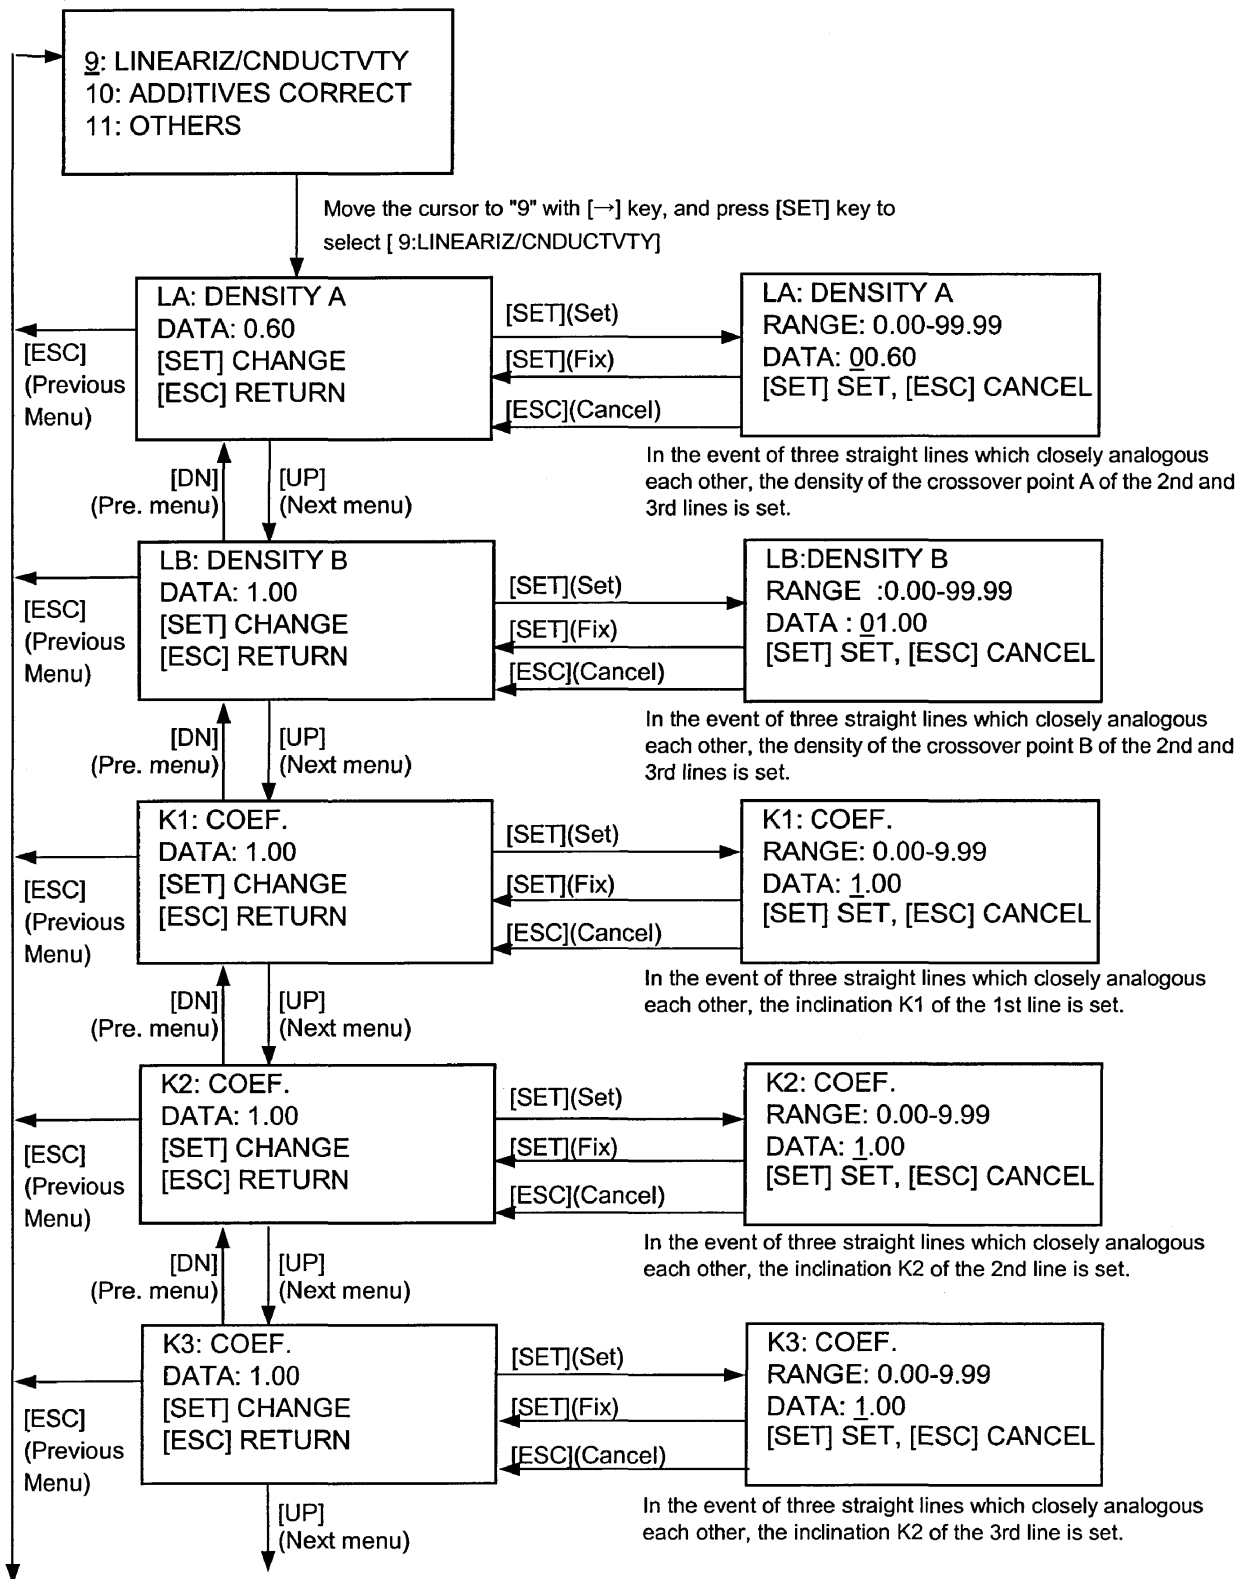 9: LINEARIZ/CNDUCTVTY
10: ADDITIVES CORRECT
11: OTHERS
Move the cursor to "9" with [→] key, and press [SET] key to
select [ 9:LINEARIZ/CNDUCTVTY]
LA: DENSITY A
DATA: 0.60
[SET] CHANGE
[ESC] RETURN
[ESC]
(Previous
Menu)
[SET](Set)
[SET](Fix)
[ESC](Cancel)
LA: DENSITY A
RANGE: 0.00-99.99
DATA: 00.60
[SET] SET, [ESC] CANCEL
In the event of three straight lines which closely analogous
each other, the density of the crossover point A of the 2nd and
3rd lines is set.
[DN]
(Pre. menu)
[UP]
(Next menu)
LB: DENSITY B
DATA: 1.00
[SET] CHANGE
[ESC] RETURN
[ESC]
(Previous
Menu)
[SET](Set)
[SET](Fix)
[ESC](Cancel)
LB:DENSITY B
RANGE :0.00-99.99
DATA : 01.00
[SET] SET, [ESC] CANCEL
In the event of three straight lines which closely analogous
each other, the density of the crossover point B of the 2nd and
3rd lines is set.
[DN]
(Pre. menu)
[UP]
(Next menu)
K1: COEF.
DATA: 1.00
[SET] CHANGE
[ESC] RETURN
[ESC]
(Previous
Menu)
[SET](Set)
[SET](Fix)
[ESC](Cancel)
K1: COEF.
RANGE: 0.00-9.99
DATA: 1.00
[SET] SET, [ESC] CANCEL
In the event of three straight lines which closely analogous
each other, the inclination K1 of the 1st line is set.
[DN]
(Pre. menu)
[UP]
(Next menu)
K2: COEF.
DATA: 1.00
[SET] CHANGE
[ESC] RETURN
[ESC]
(Previous
Menu)
[SET](Set)
[SET](Fix)
[ESC](Cancel)
K2: COEF.
RANGE: 0.00-9.99
DATA: 1.00
[SET] SET, [ESC] CANCEL
In the event of three straight lines which closely analogous
each other, the inclination K2 of the 2nd line is set.
[DN]
(Pre. menu)
[UP]
(Next menu)
K3: COEF.
DATA: 1.00
[SET] CHANGE
[ESC] RETURN
[ESC]
(Previous
Menu)
[SET](Set)
[SET](Fix)
[ESC](Cancel)
K3: COEF.
RANGE: 0.00-9.99
DATA: 1.00
[SET] SET, [ESC] CANCEL
In the event of three straight lines which closely analogous
each other, the inclination K2 of the 3rd line is set.
[UP]
(Next menu)